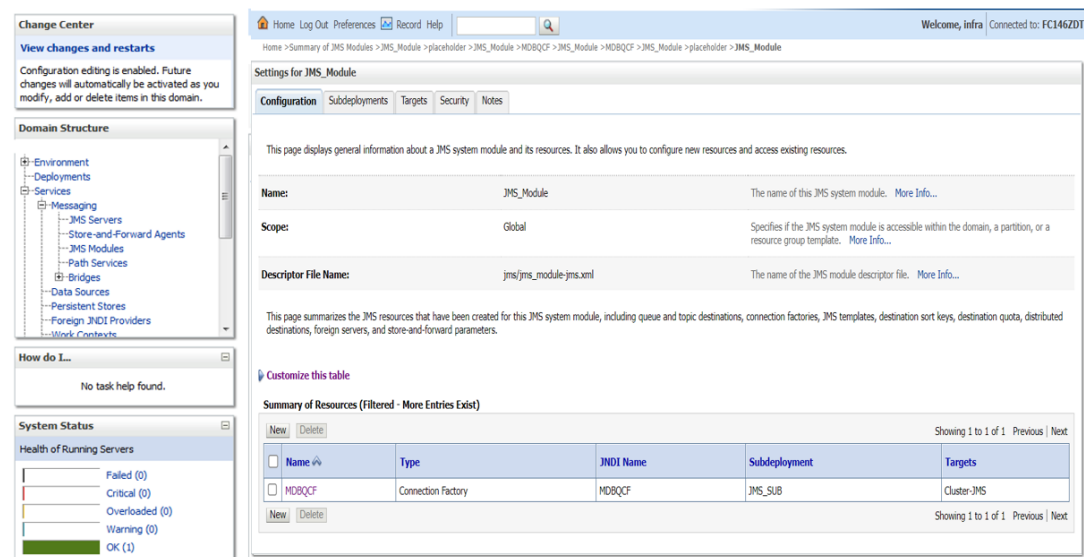 Change Center
View changes and restarts
Configuration editing is enabled. Future
changes will automatically be activated as you
modify, add or delete items in this domain.
Domain Structure
Environment
Deployments
Services
Messaging
JMS Servers
Store-and-Forward Agents
JMS Modules
Path Services
Bridges
Data Sources
Persistent Stores
Foreign JNDI Providers
Work Contexts
How do I...
No task help found.
System Status
Health of Running Servers
Failed (0)
Critical (0)
Overloaded (0)
Warning (0)
OK (1)
Home Log Out Preferences Record Help
Welcome, infra Connected to: FC146ZDT
Home >Summary of JMS Modules >JMS_Module >placeholder >JMS_Module >MDBQCF >JMS_Module >MDBQCF >JMS_Module >placeholder >JMS_Module
Settings for JMS_Module
Configuration Subdeployments Targets Security Notes
This page displays general information about a JMS system module and its resources. It also allows you to configure new resources and access existing resources.
Name: JMS_Module The name of this JMS system module. More Info...
Scope: Global Specifies if the JMS system module is accessible within the domain, a partition, or a
resource group template. More Info...
Descriptor File Name: jms/jms_module-jms.xml The name of the JMS module descriptor file. More Info...
This page summarizes the JMS resources that have been created for this JMS system module, including queue and topic destinations, connection factories, JMS templates, destination sort keys, destination quota, distributed
destinations, foreign servers, and store-and-forward parameters.
Customize this table
Summary of Resources (Filtered - More Entries Exist)
New Delete Showing 1 to 1 of 1 Previous | Next
Name Type JNDI Name Subdeployment Targets
MDBQCF Connection Factory MDBQCF JMS_SUB Cluster-JMS
New Delete Showing 1 to 1 of 1 Previous | Next